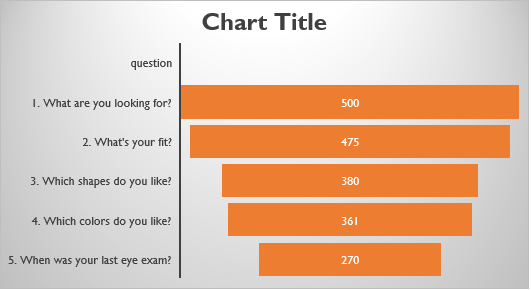 Chart Title
question
1. What are you looking for? 500
2. What's your fit? 475
3. Which shapes do you like? 380
4. Which colors do you like? 361
5. When was your last eye exam? 270